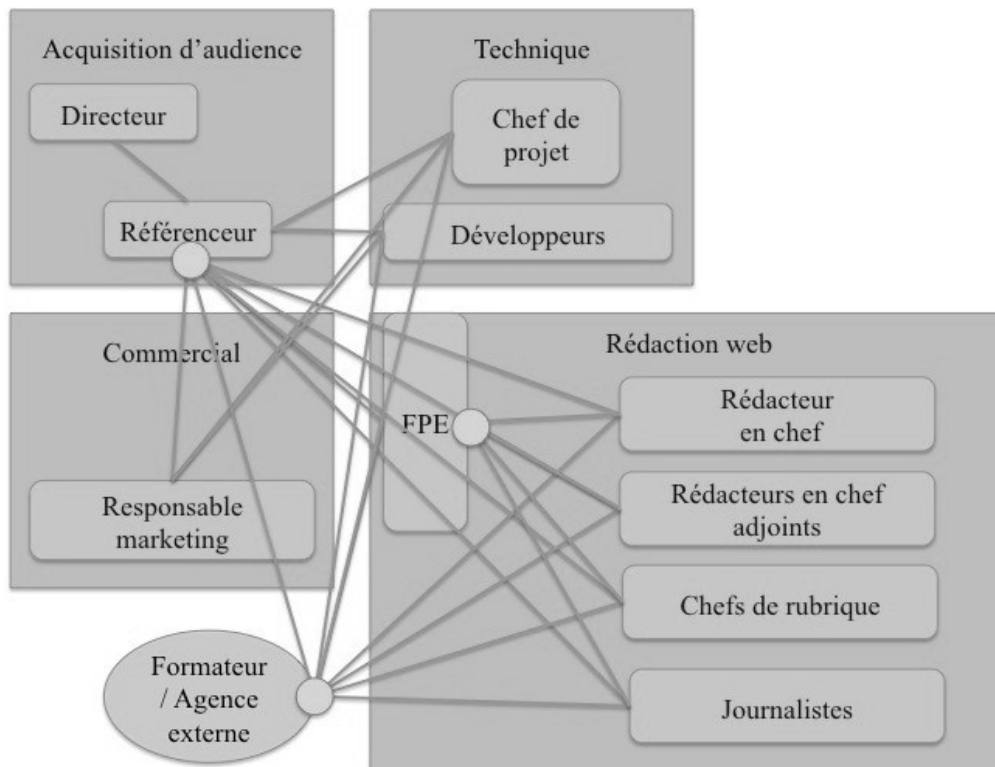 Acquisition d'audience
Directeur
Référenceur
Technique
Chef de
projet
Développeurs
Commercial
Responsable
marketing
Rédaction web
FPE
Rédacteur
en chef
Rédacteurs en chef
adjoints
Chefs de rubrique
Journalistes
Formateur
/ Agence
externe